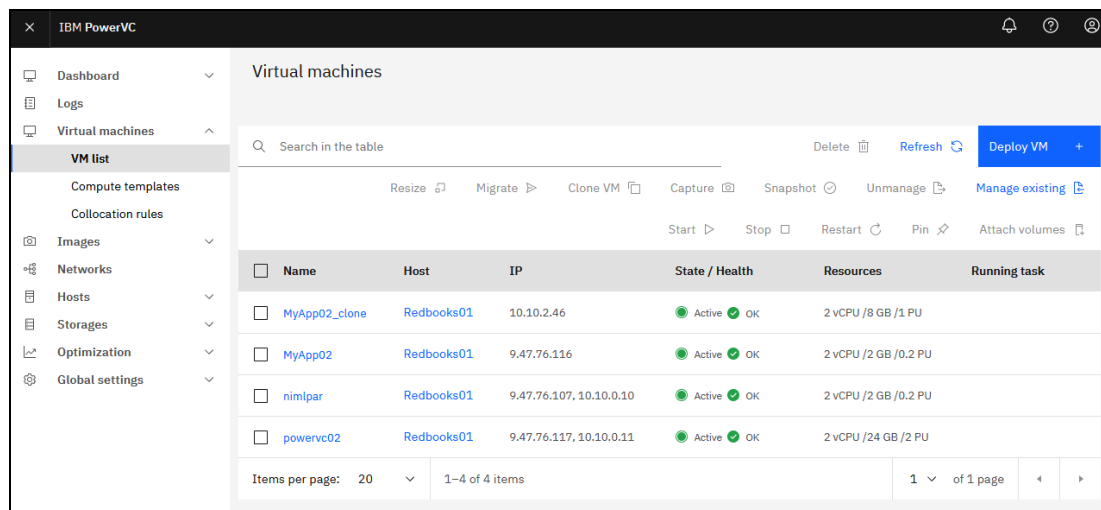 IBM PowerVC
Dashboard
Logs
Virtual machines
VM list
Compute templates
Collocation rules
Images
Networks
Hosts
Storages
Optimization
Global settings
Virtual machines
Search in the table
Delete Refresh Deploy VM +
Resize Migrate Clone VM Capture Snapshot Unmanage Manage existing
Start Stop Restart Pin Attach volumes
Name Host IP State / Health Resources Running task
MyApp02_clone Redbooks01 10.10.2.46 Active OK 2 vCPU /8 GB /1 PU
MyApp02 Redbooks01 9.47.76.116 Active OK 2 vCPU /2 GB /0.2 PU
nimlpar Redbooks01 9.47.76.107, 10.10.0.10 Active OK 2 vCPU /2 GB /0.2 PU
powervc02 Redbooks01 9.47.76.117, 10.10.0.11 Active OK 2 vCPU /24 GB /2 PU
Items per page: 20 1–4 of 4 items 1 of 1 page